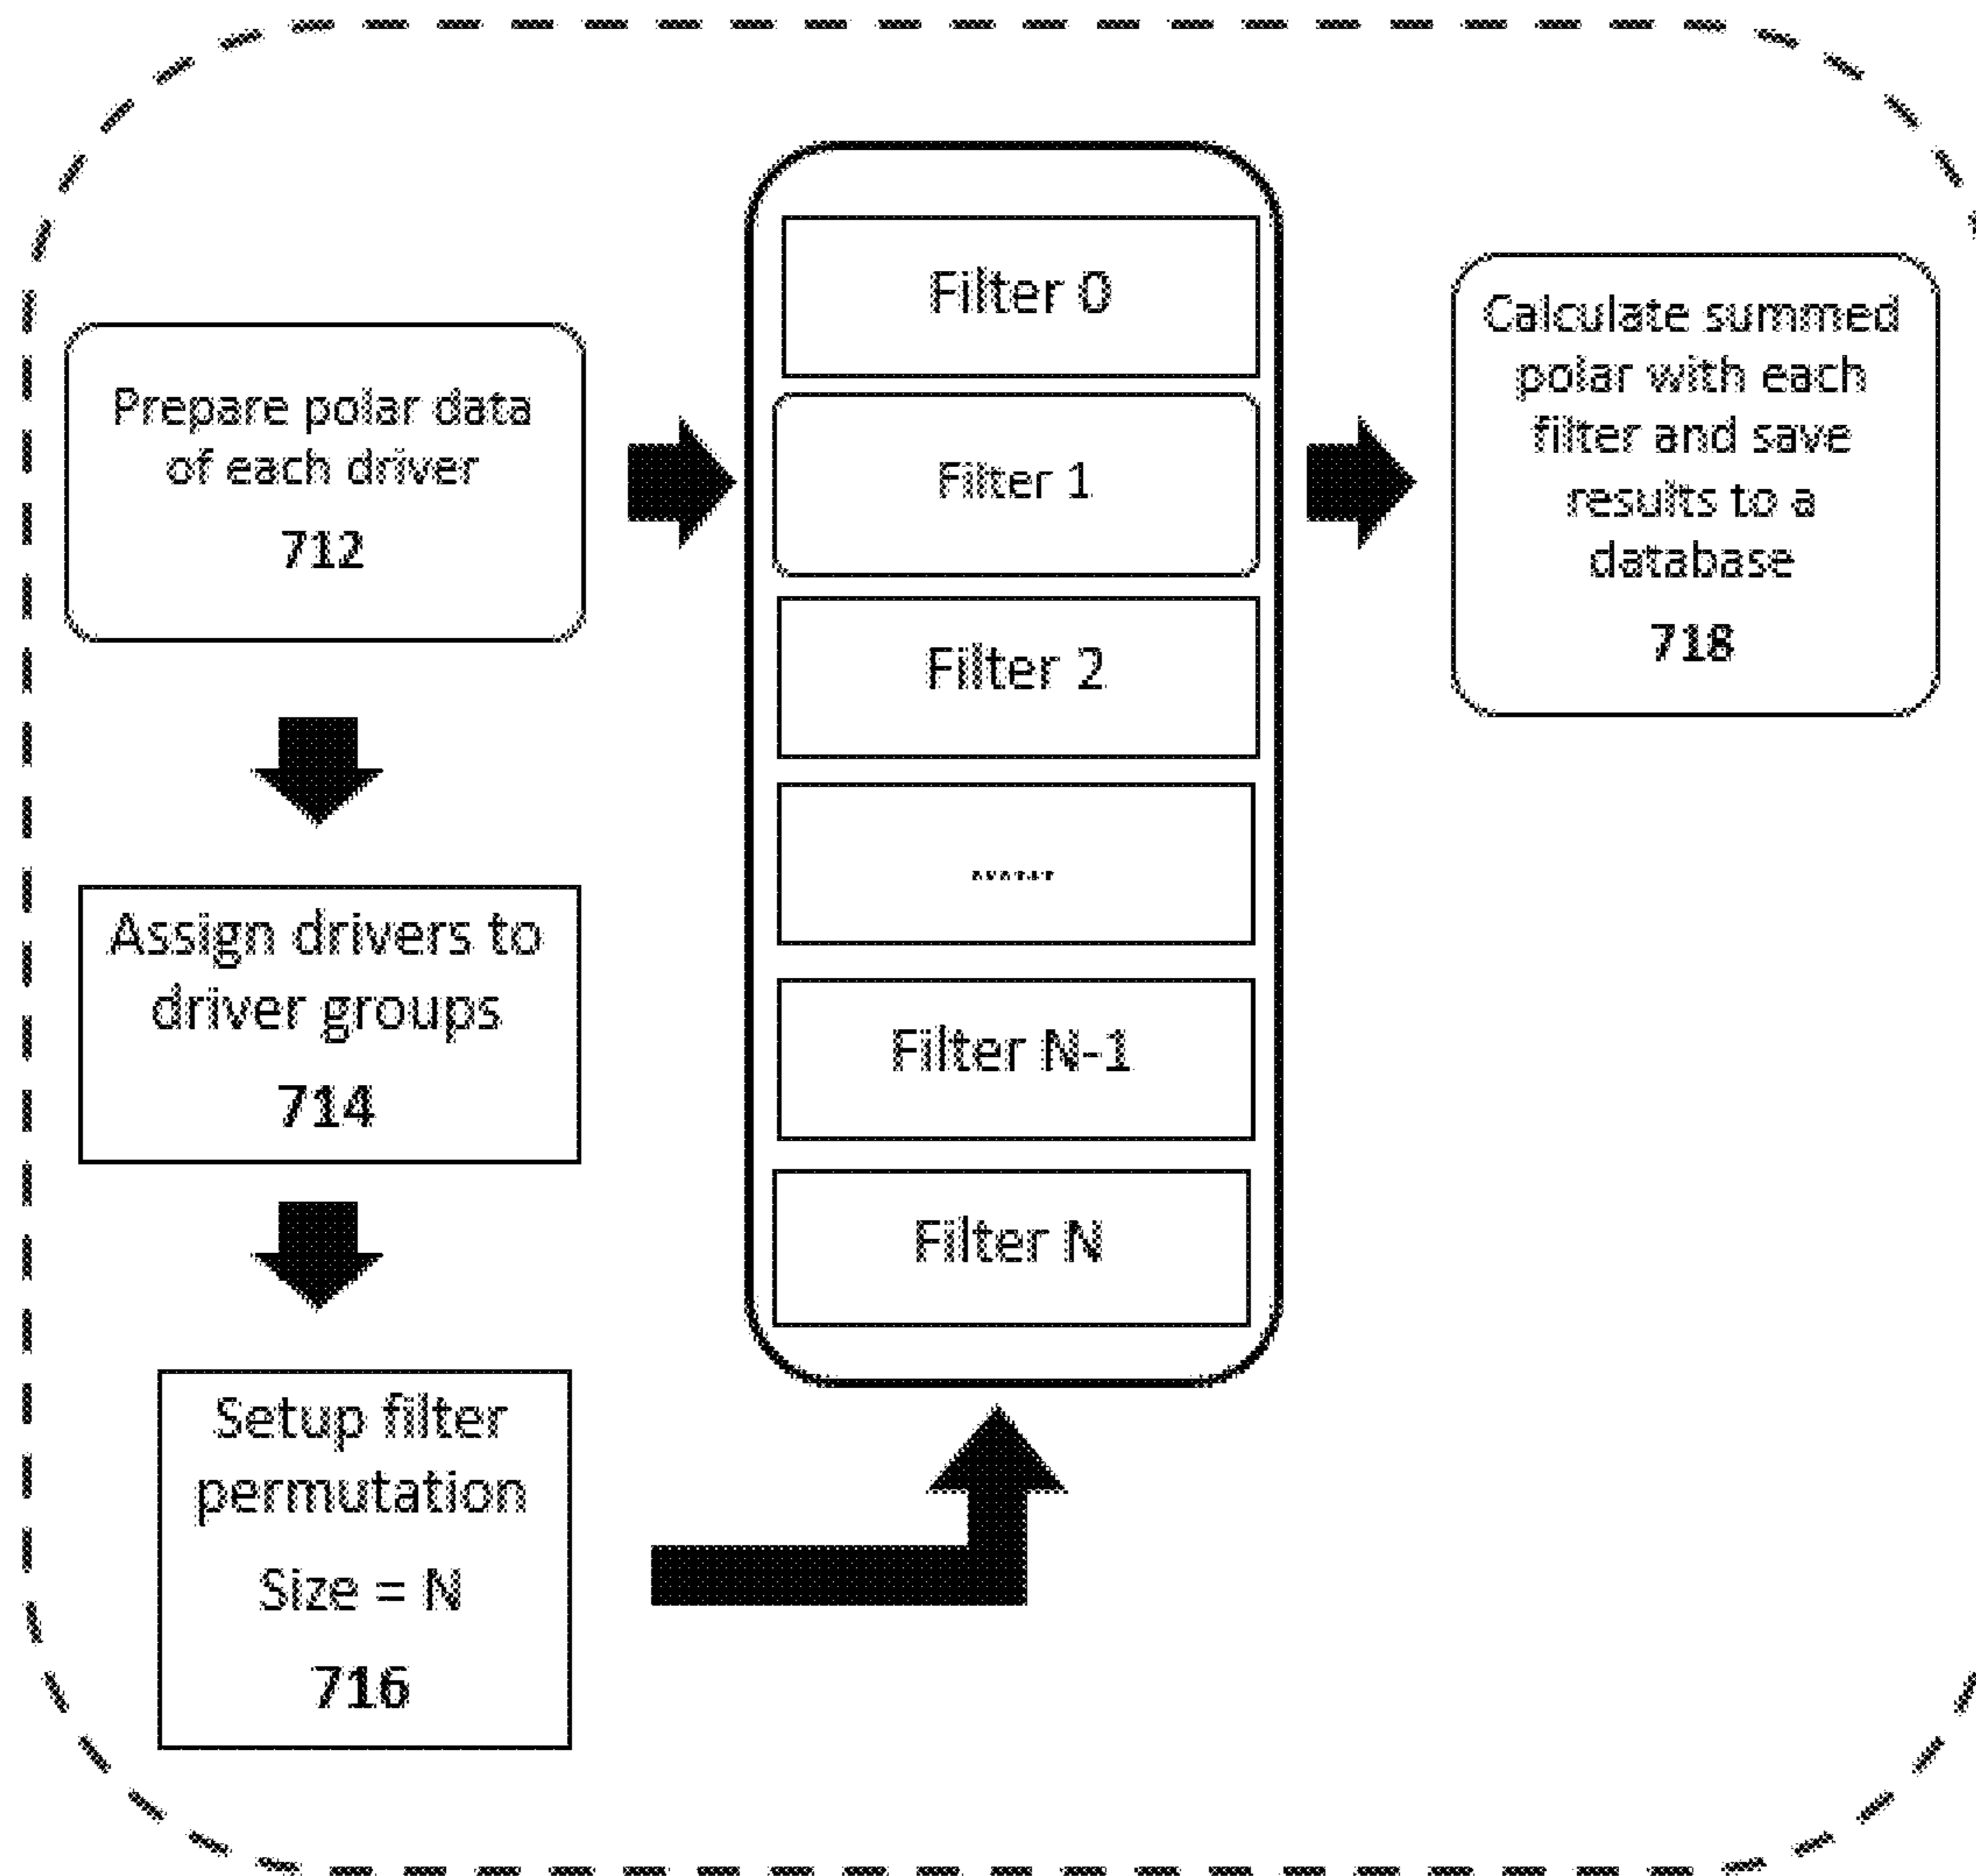 Prepare polar data
of each driver
712
Assign drivers to
driver groups
714
Setup filter
permutation
Size = N
716
Filter 0
Filter 1
Filter 2
.......
Filter N-1
Filter N
Calculate summed
polar with each
filter and save
results to a
database
718